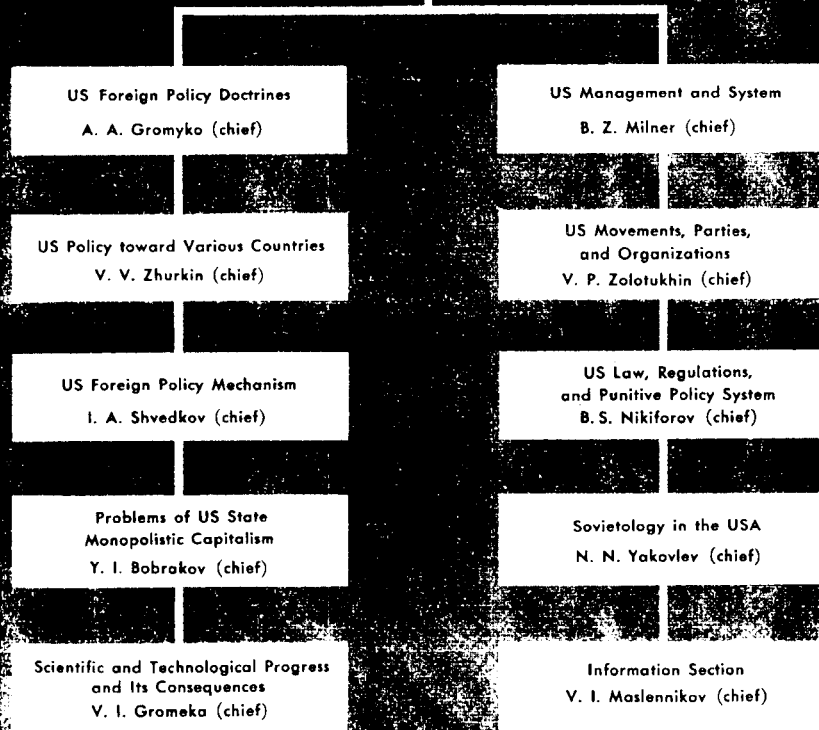 US Foreign Policy Doctrines
A. A. Gromyko (chief)
US Policy toward Various Countries
V. V. Zhurkin (chief)
US Foreign Policy Mechanism
I. A. Shvedkov (chief)
Problems of US State
Monopolistic Capitalism
Y. I. Bobrakov (chief)
Scientific and Technological Progress
and Its Consequences
V. I. Gromeka (chief)
US Management and System
B. Z. Milner (chief)
US Movements, Parties,
and Organizations
V. P. Zolotukhin (chief)
US Law, Regulations,
and Punitive Policy System
B.S. Nikiforov (chief)
Sovietology in the USA
N. N. Yakovlev (chief)
Information Section
V. I. Maslennikov (chief)